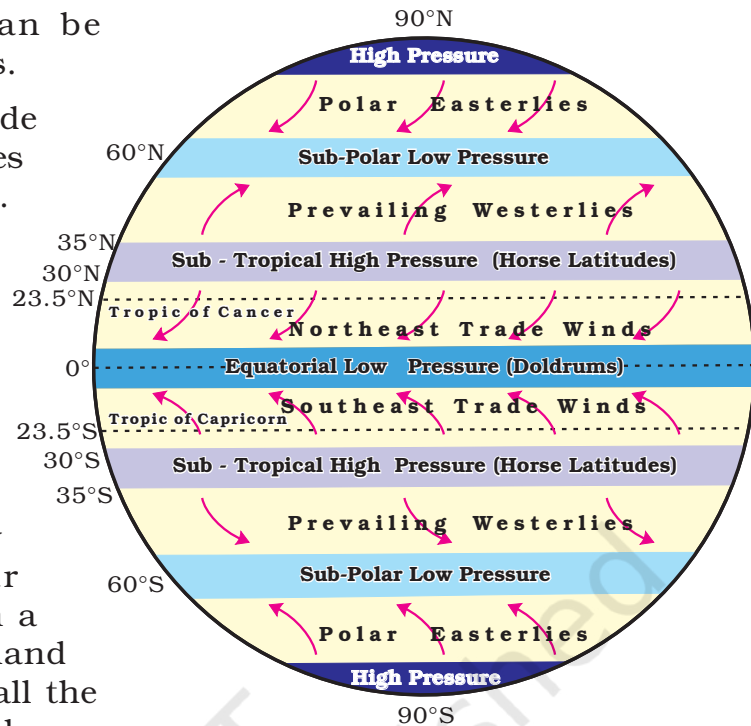 an be
s.
de
es
.
r
n a
and
all the
90°N
High Pressure
Polar Easterlies
60°N
Sub-Polar Low Pressure
Prevailing Westerlies
35°N
Sub - Tropical High Pressure (Horse Latitudes)
30°N
23.5°N
Tropic of Cancer
Northeast Trade Winds
0°
Equatorial Low Pressure (Doldrums)
Southeast Trade Winds
Tropic of Capricorn
23.5°S
30°S
Sub - Tropical High Pressure (Horse Latitudes)
35°S
Prevailing Westerlies
60°S
Sub-Polar Low Pressure
Polar Easterlies
High Pressure
90°S